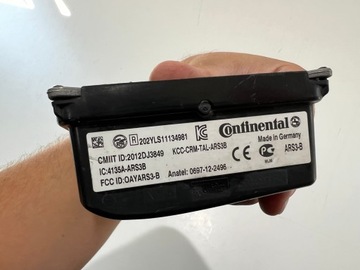 R 202YLS11134981
Continental
CMIIT ID:2012DJ3849
KCC-CRM-TAL-ARS3B
Made in Germany
IC:4135A-ARS3B
CE
ARS3-B
FCC ID:OAYARS3-B
Anatel: 0697-12-2496